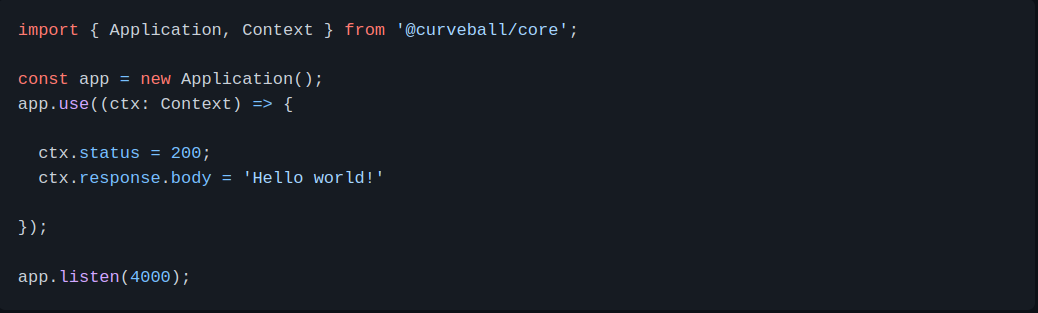 import { Application, Context } from '@curveball/core';
const app = new Application();
app.use((ctx: Context) => {
ctx.status = 200;
ctx.response.body = 'Hello world!'
});
app.listen(4000);